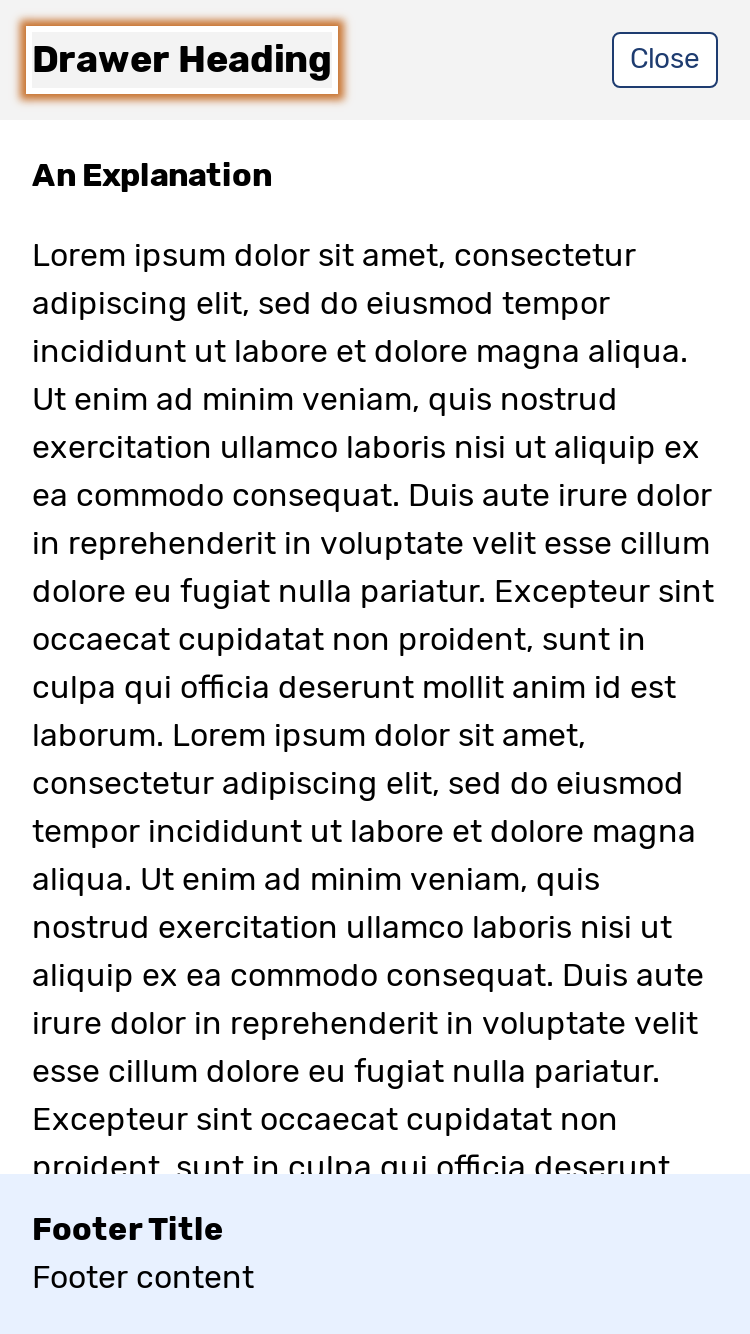 Drawer Heading
Close
An Explanation
Lorem ipsum dolor sit amet, consectetur
adipiscing elit, sed do eiusmod tempor
incididunt ut labore et dolore magna aliqua.
Ut enim ad minim veniam, quis nostrud
exercitation ullamco laboris nisi ut aliquip ex
ea commodo consequat. Duis aute irure dolor
in reprehenderit in voluptate velit esse cillum
dolore eu fugiat nulla pariatur. Excepteur sint
occaecat cupidatat non proident, sunt in
culpa qui officia deserunt mollit anim id est
laborum. Lorem ipsum dolor sit amet,
consectetur adipiscing elit, sed do eiusmod
tempor incididunt ut labore et dolore magna
aliqua. Ut enim ad minim veniam, quis
nostrud exercitation ullamco laboris nisi ut
aliquip ex ea commodo consequat. Duis aute
irure dolor in reprehenderit in voluptate velit
esse cillum dolore eu fugiat nulla pariatur.
Excepteur sint occaecat cupidatat non
proident, sunt in culpa qui officia deserunt
Footer Title
Footer content